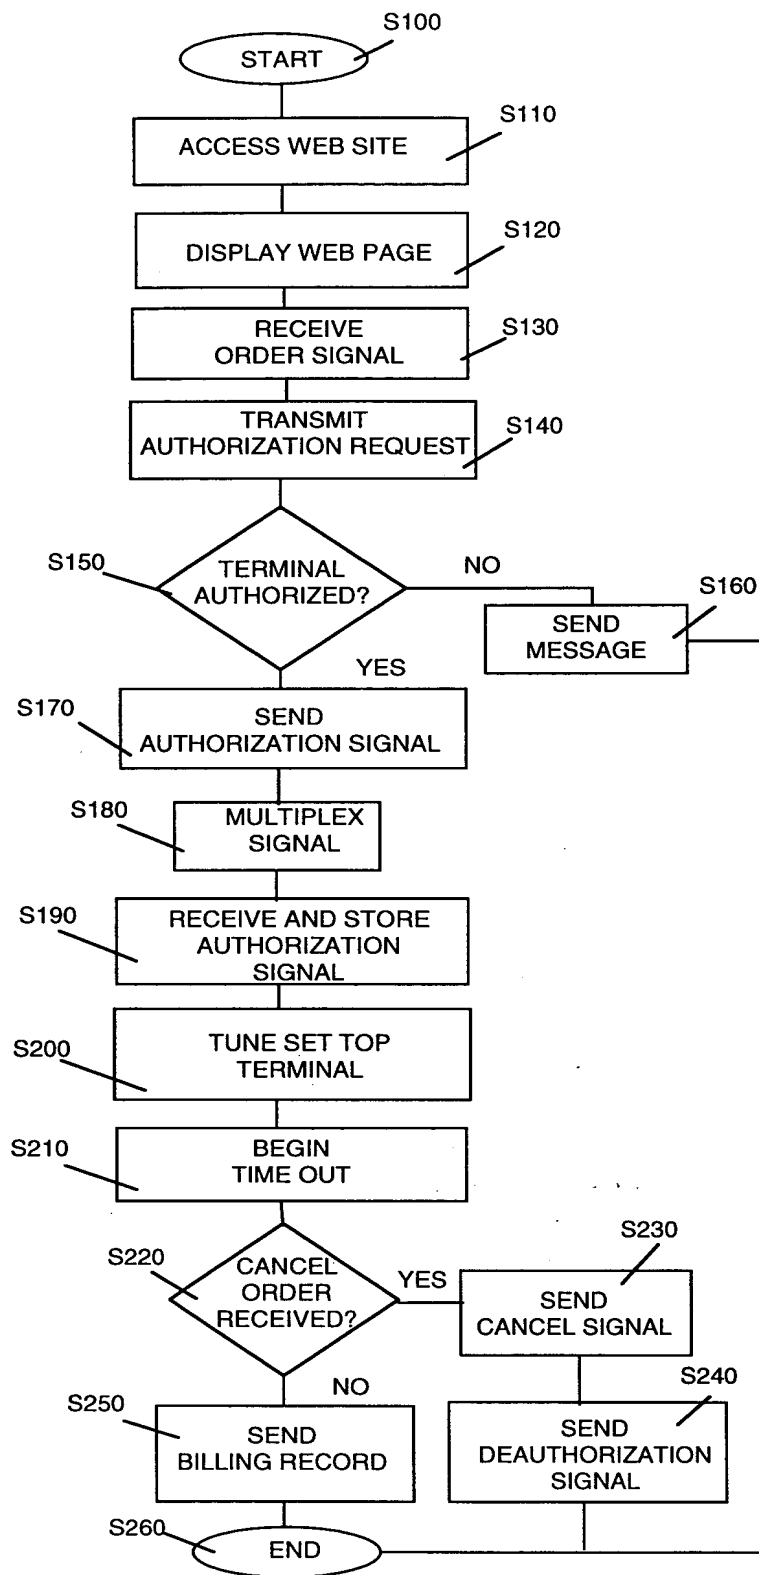 S100
START
S110
ACCESS WEB SITE
S120
DISPLAY WEB PAGE
S130
RECEIVE
ORDER SIGNAL
TRANSMIT
AUTHORIZATION REQUEST
S140
S150
TERMINAL
AUTHORIZED?
NO
S160
SEND
MESSAGE
YES
S170
SEND
AUTHORIZATION SIGNAL
S180
MULTIPLEX
SIGNAL
S190
RECEIVE AND STORE
AUTHORIZATION
SIGNAL
S200
TUNE SET TOP
TERMINAL
S210
BEGIN
TIME OUT
S220
CANCEL
ORDER
RECEIVED?
YES
S230
SEND
CANCEL SIGNAL
NO
S240
SEND
DEAUTHORIZATION
SIGNAL
S250
SEND
BILLING RECORD
S260
END